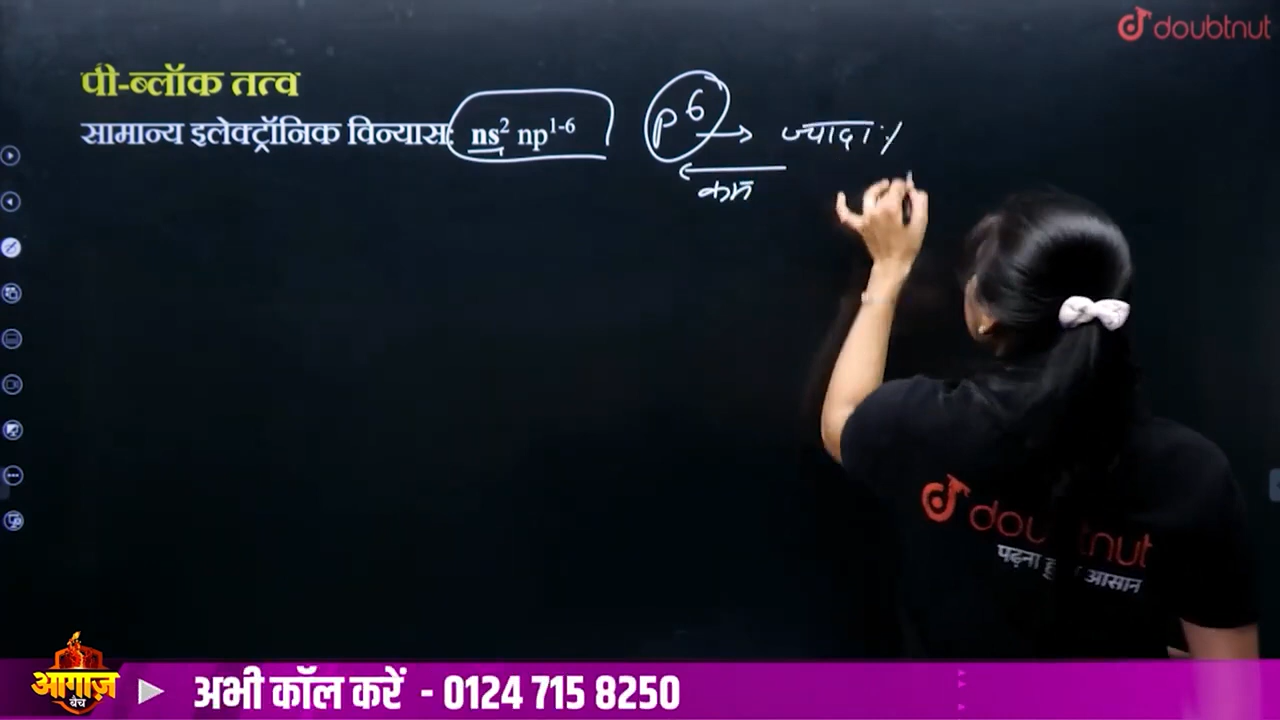 doubtnut
पी-ब्लॉक तत्व
सामान्य इलेक्ट्रॉनिक विन्यास: ns² np¹⁻⁶ p⁶ → ज्यादा
कम
doubtnut
पढ़ना आसान
आगाज़
बैच
अभी कॉल करें - 0124 715 8250